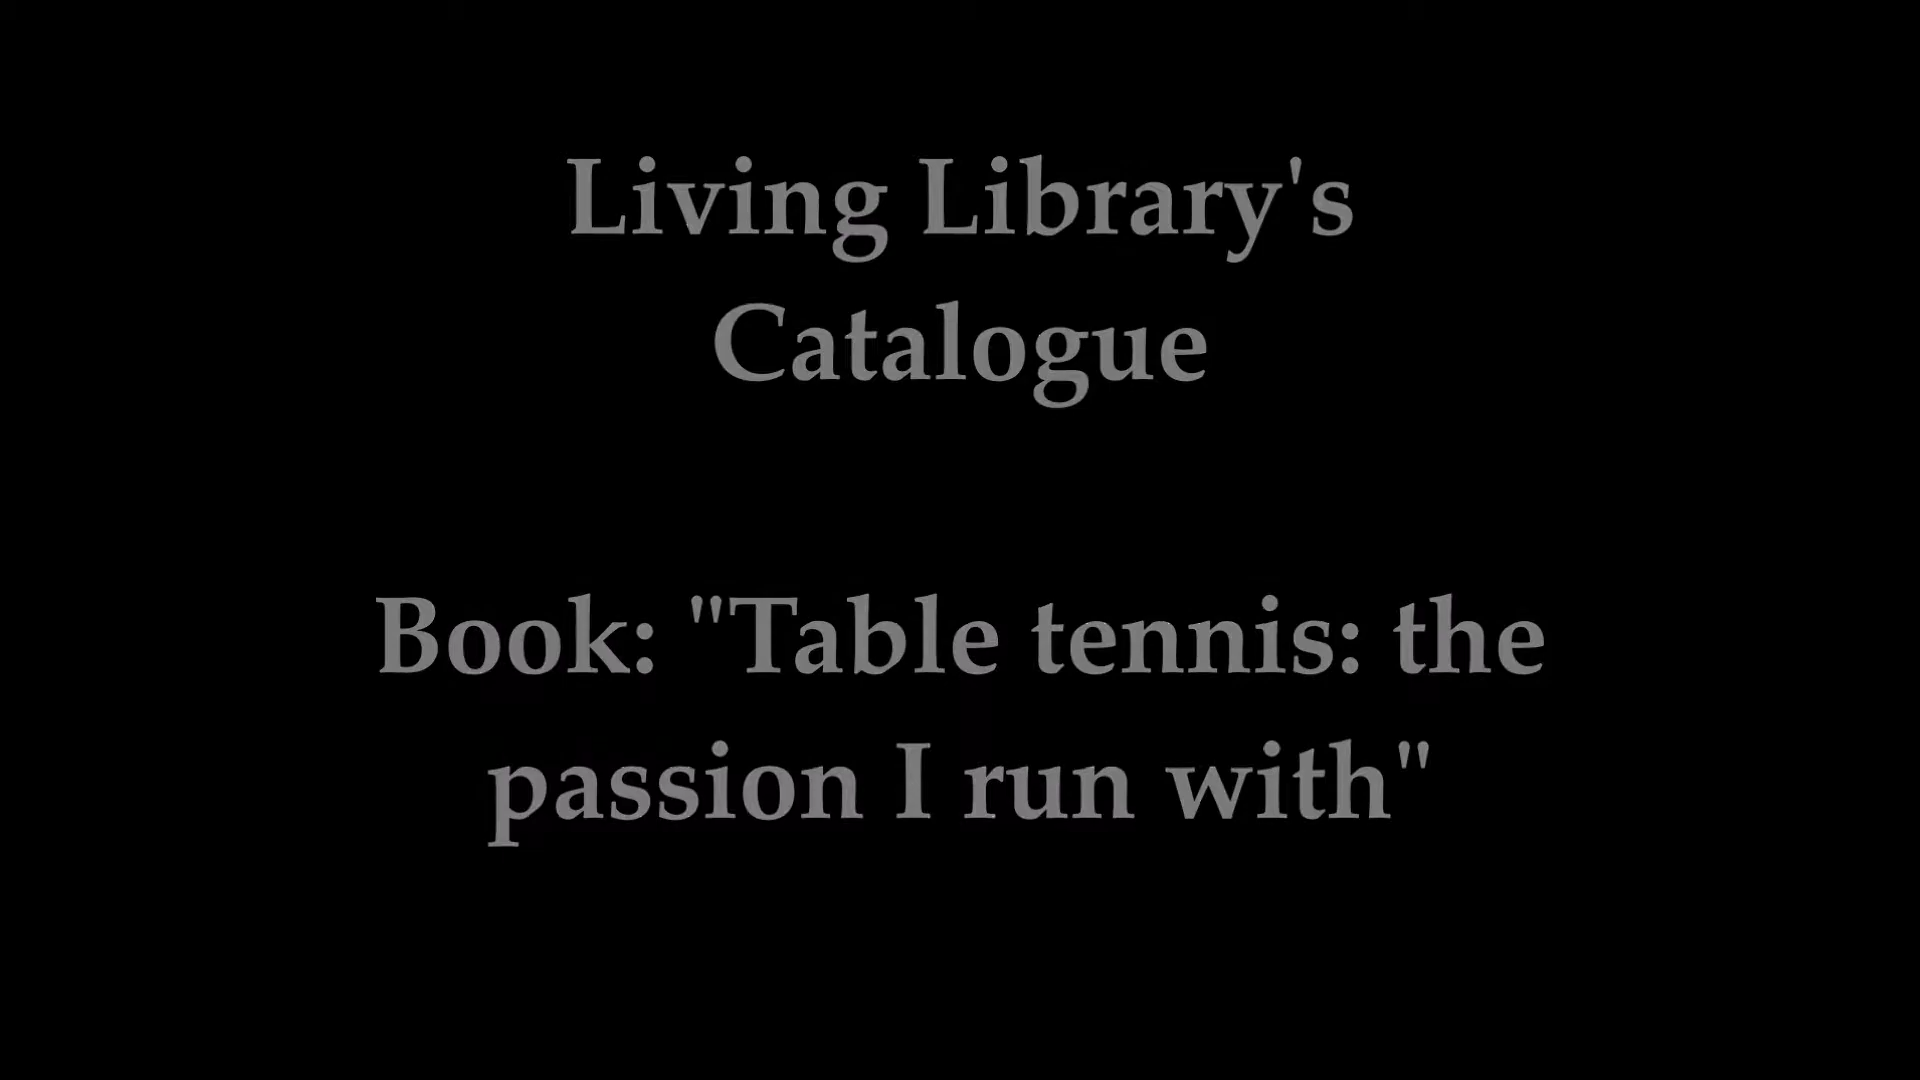 Living Library's
Catalogue
Book: "Table tennis: the
passion I run with"